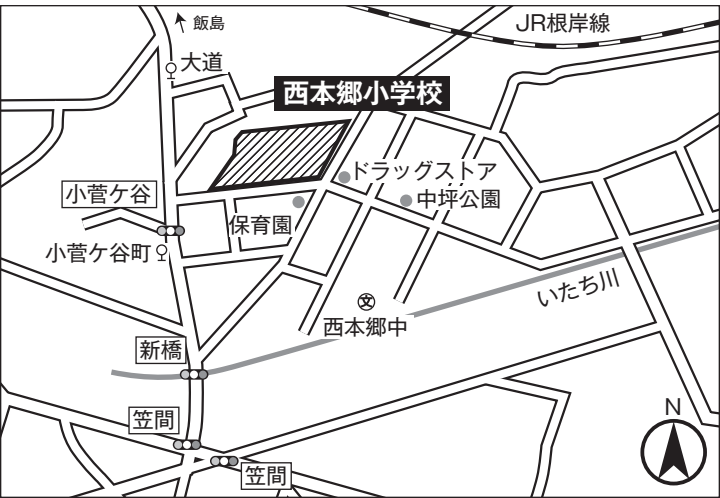 飯島
JR根岸線
大道
西本郷小学校
ドラッグストア
小菅ケ谷
中坪公園
保育園
小菅ケ谷町
いたち川
文
西本郷中
新橋
N
笠間
笠間